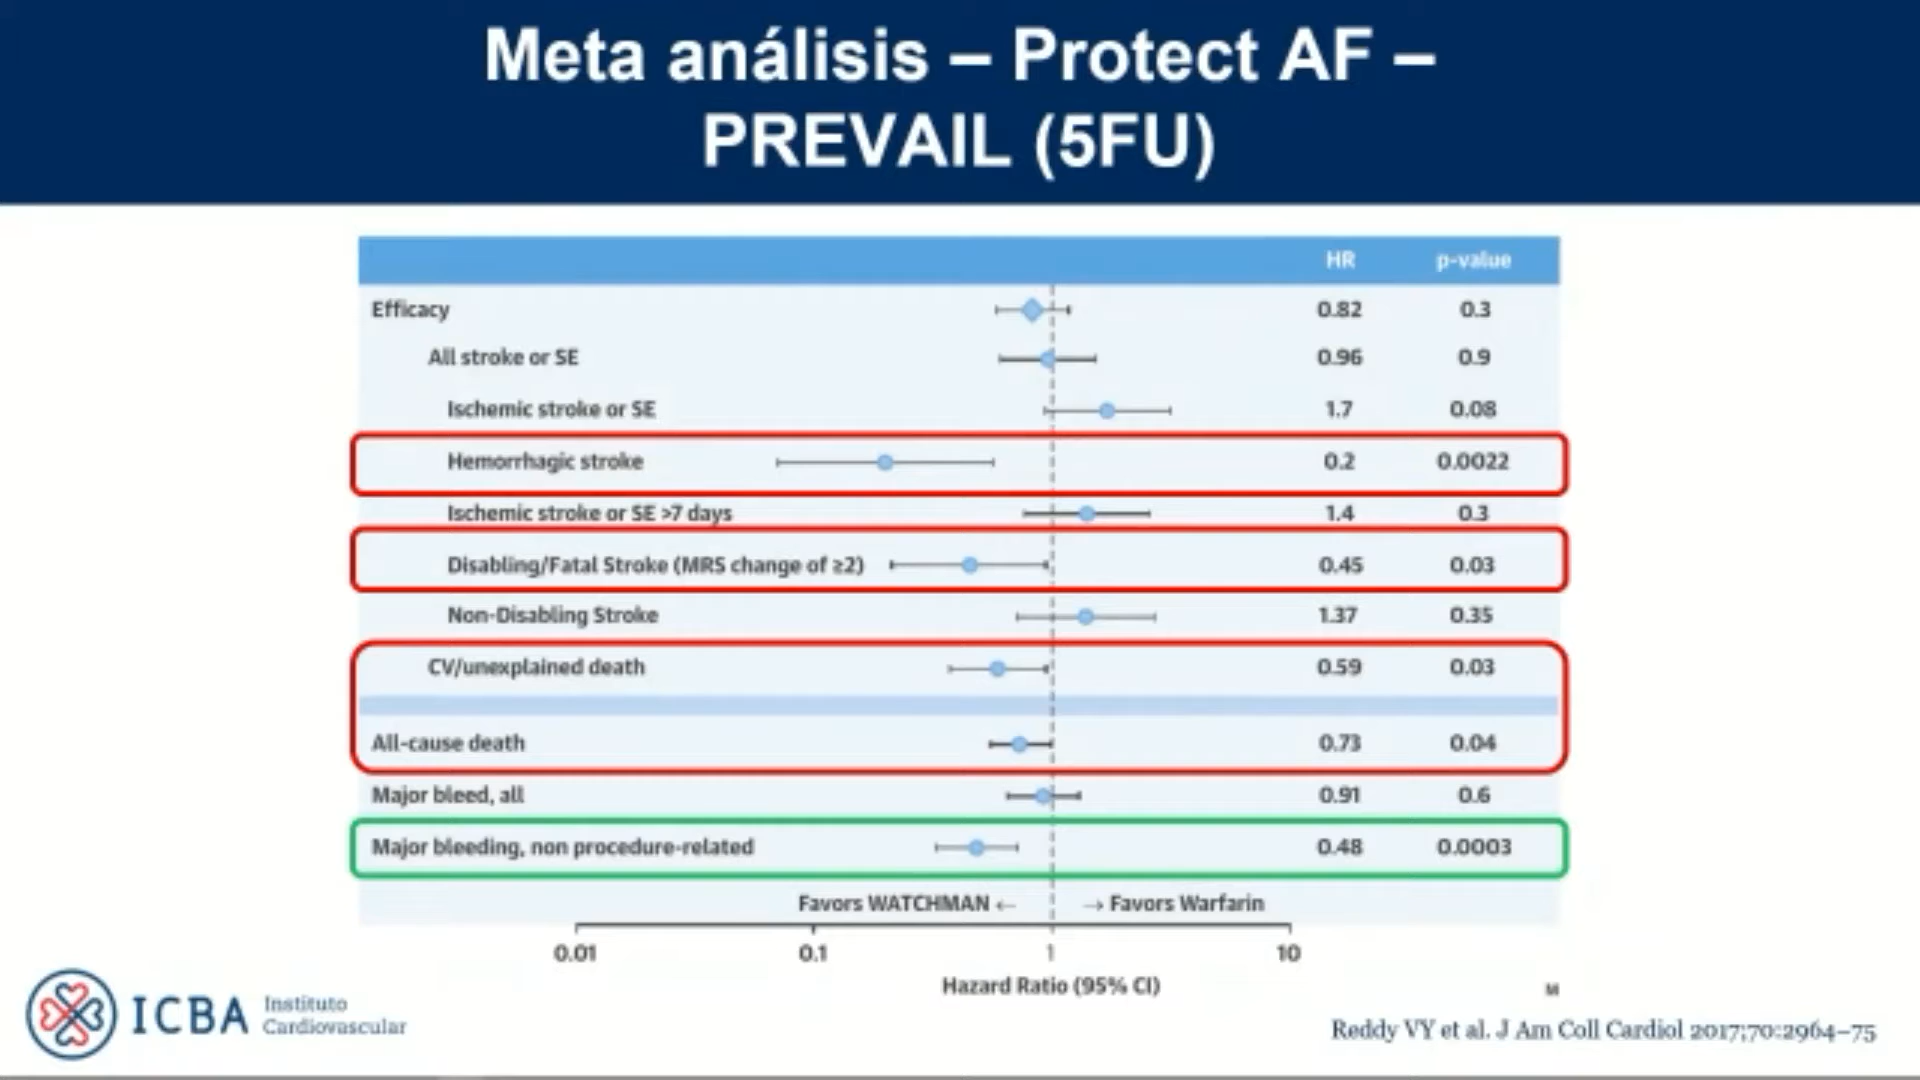 Meta análisis – Protect AF –
PREVAIL (5FU)
HR p-value
Efficacy 0.82 0.3
All stroke or SE 0.96 0.9
Ischemic stroke or SE 1.7 0.08
Hemorrhagic stroke 0.2 0.0022
Ischemic stroke or SE >7 days 1.4 0.3
Disabling/Fatal Stroke (MRS change of ≥2) 0.45 0.03
Non-Disabling Stroke 1.37 0.35
CV/unexplained death 0.59 0.03
All-cause death 0.73 0.04
Major bleed, all 0.91 0.6
Major bleeding, non procedure-related 0.48 0.0003
Favors WATCHMAN ← → Favors Warfarin
0.01 0.1 1 10
Hazard Ratio (95% CI)
M
ICBA Instituto
Cardiovascular
Reddy VY et al. J Am Coll Cardiol 2017;70:2964–75